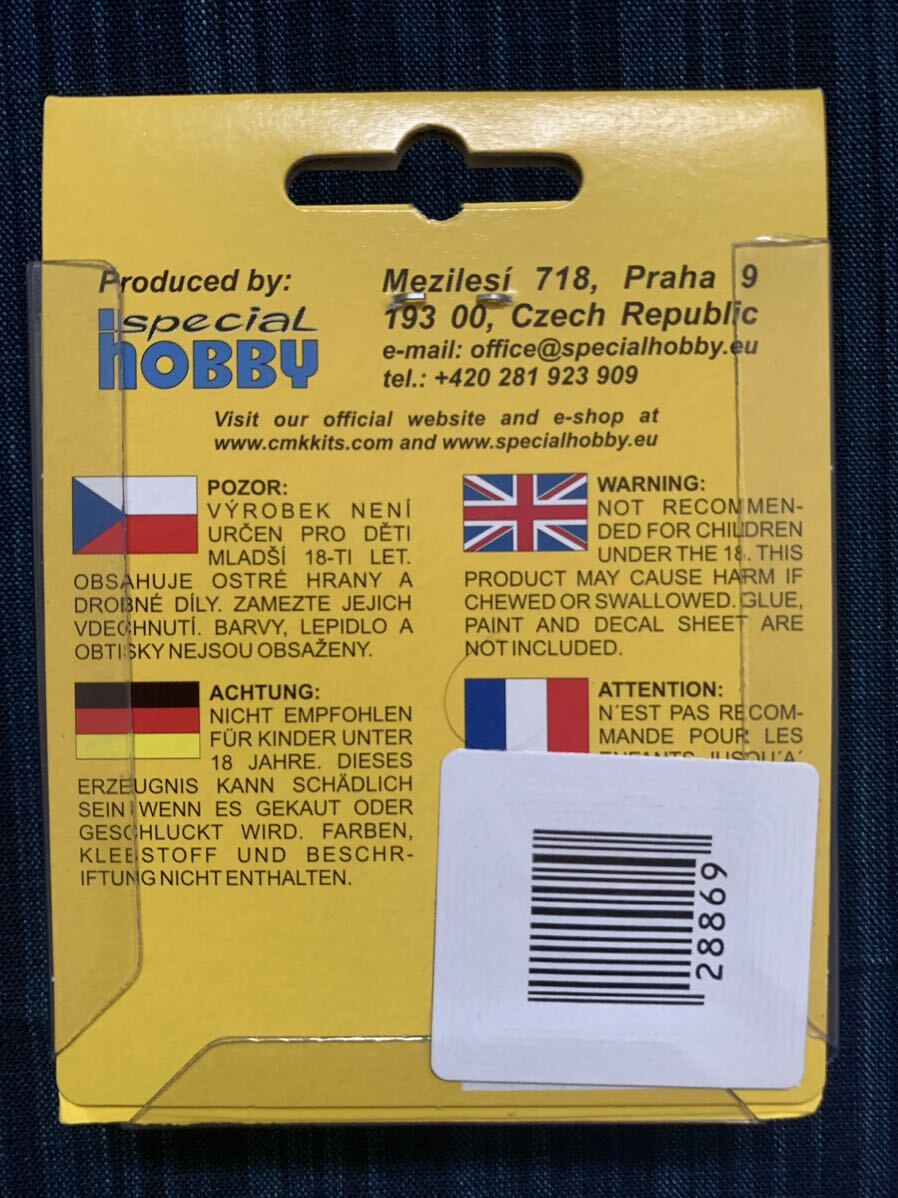 Produced by:
special
hOBBY
Mezilesí 718, Praha 9
193 00, Czech Republic
e-mail: office@specialhobby.eu
tel.: +420 281 923 909
Visit our official website and e-shop at
www.cmkkits.com and www.specialhobby.eu
POZOR:
VÝROBEK NENÍ
URČEN PRO DĚTI
MLADŠÍ 18-TI LET.
OBSAHUJE OSTRÉ HRANY A
DROBNÉ DÍLY. ZAMEZTE JEJICH
VDECHNUTÍ. BARVY, LEPIDLO A
OBTISKY NEJSOU OBSAŽENY.
WARNING:
NOT RECOMMEN-
DED FOR CHILDREN
UNDER THE 18. THIS
PRODUCT MAY CAUSE HARM IF
CHEWED OR SWALLOWED. GLUE,
PAINT AND DECAL SHEET ARE
NOT INCLUDED.
ACHTUNG:
NICHT EMPFOHLEN
FÜR KINDER UNTER
18 JAHRE. DIESES
ERZEUGNIS KANN SCHÄDLICH
SEIN WENN ES GEKAUT ODER
GESCHLUCKT WIRD. FARBEN,
KLEBSTOFF UND BESCHR-
IFTUNG NICHT ENTHALTEN.
ATTENTION:
N´EST PAS RECOM-
MANDE POUR LES
ENFANTS JUSQU´A´
28869